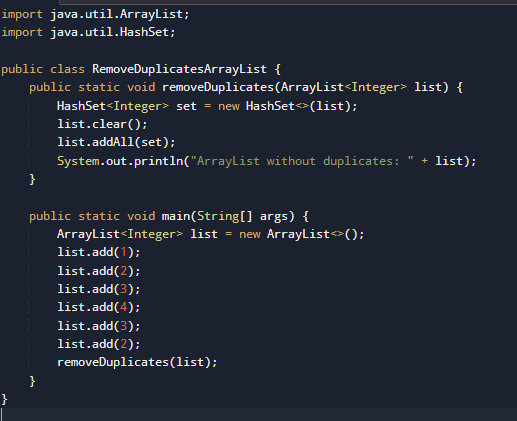 import java.util.ArrayList;
import java.util.HashSet;

public class RemoveDuplicatesArrayList {
    public static void removeDuplicates(ArrayList<Integer> list) {
        HashSet<Integer> set = new HashSet<>(list);
        list.clear();
        list.addAll(set);
        System.out.println("ArrayList without duplicates: " + list);
    }

    public static void main(String[] args) {
        ArrayList<Integer> list = new ArrayList<>();
        list.add(1);
        list.add(2);
        list.add(3);
        list.add(4);
        list.add(3);
        list.add(2);
        removeDuplicates(list);
    }
}